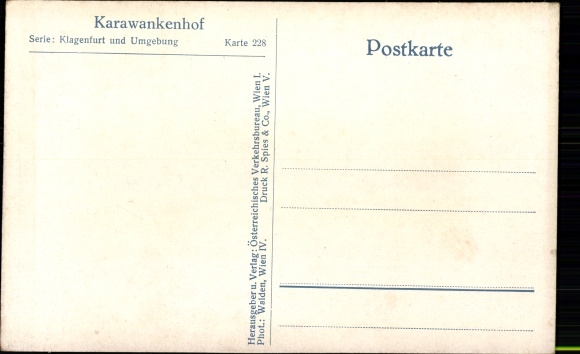 Karawankenhof
Serie: Klagenfurt und Umgebung Karte 228
Postkarte
Herausgeber u. Verlag: Österreichisches Verkehrsbureau, Wien I.
Phot.: Walden, Wien IV. Druck R. Spies & Co., Wien V.